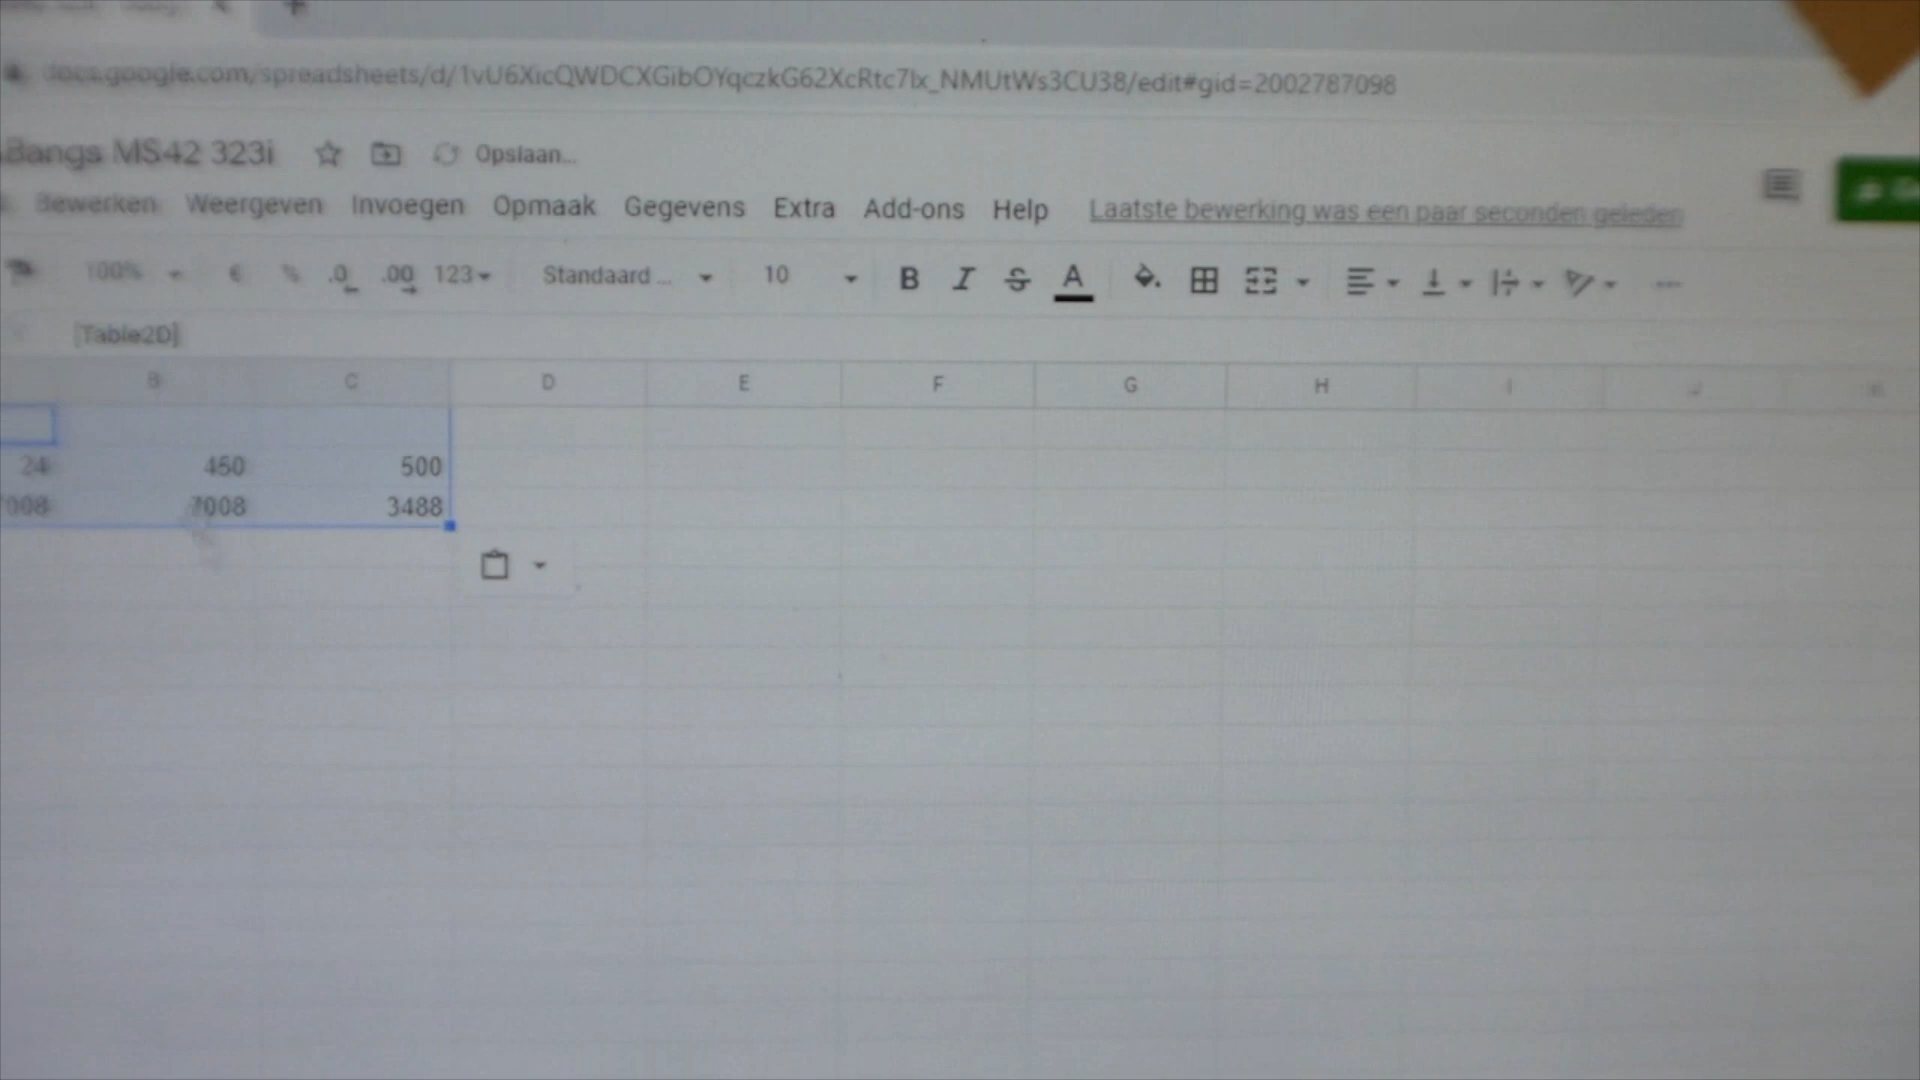 docs.google.com/spreadsheets/d/1vU6XicQWDCXGibOYqczkG62XcRtc7lx_NMUtWs3CU38/edit#gid=2002787098
Bangs MS42 323i Opslaan...
Bewerken Weergeven Invoegen Opmaak Gegevens Extra Add-ons Help Laatste bewerking was een paar seconden geleden
100% € % .0 .00 123 Standaard ... 10 B I S A
[Table2D]
B C D E F G H I J K
24 450 500
7008 3488